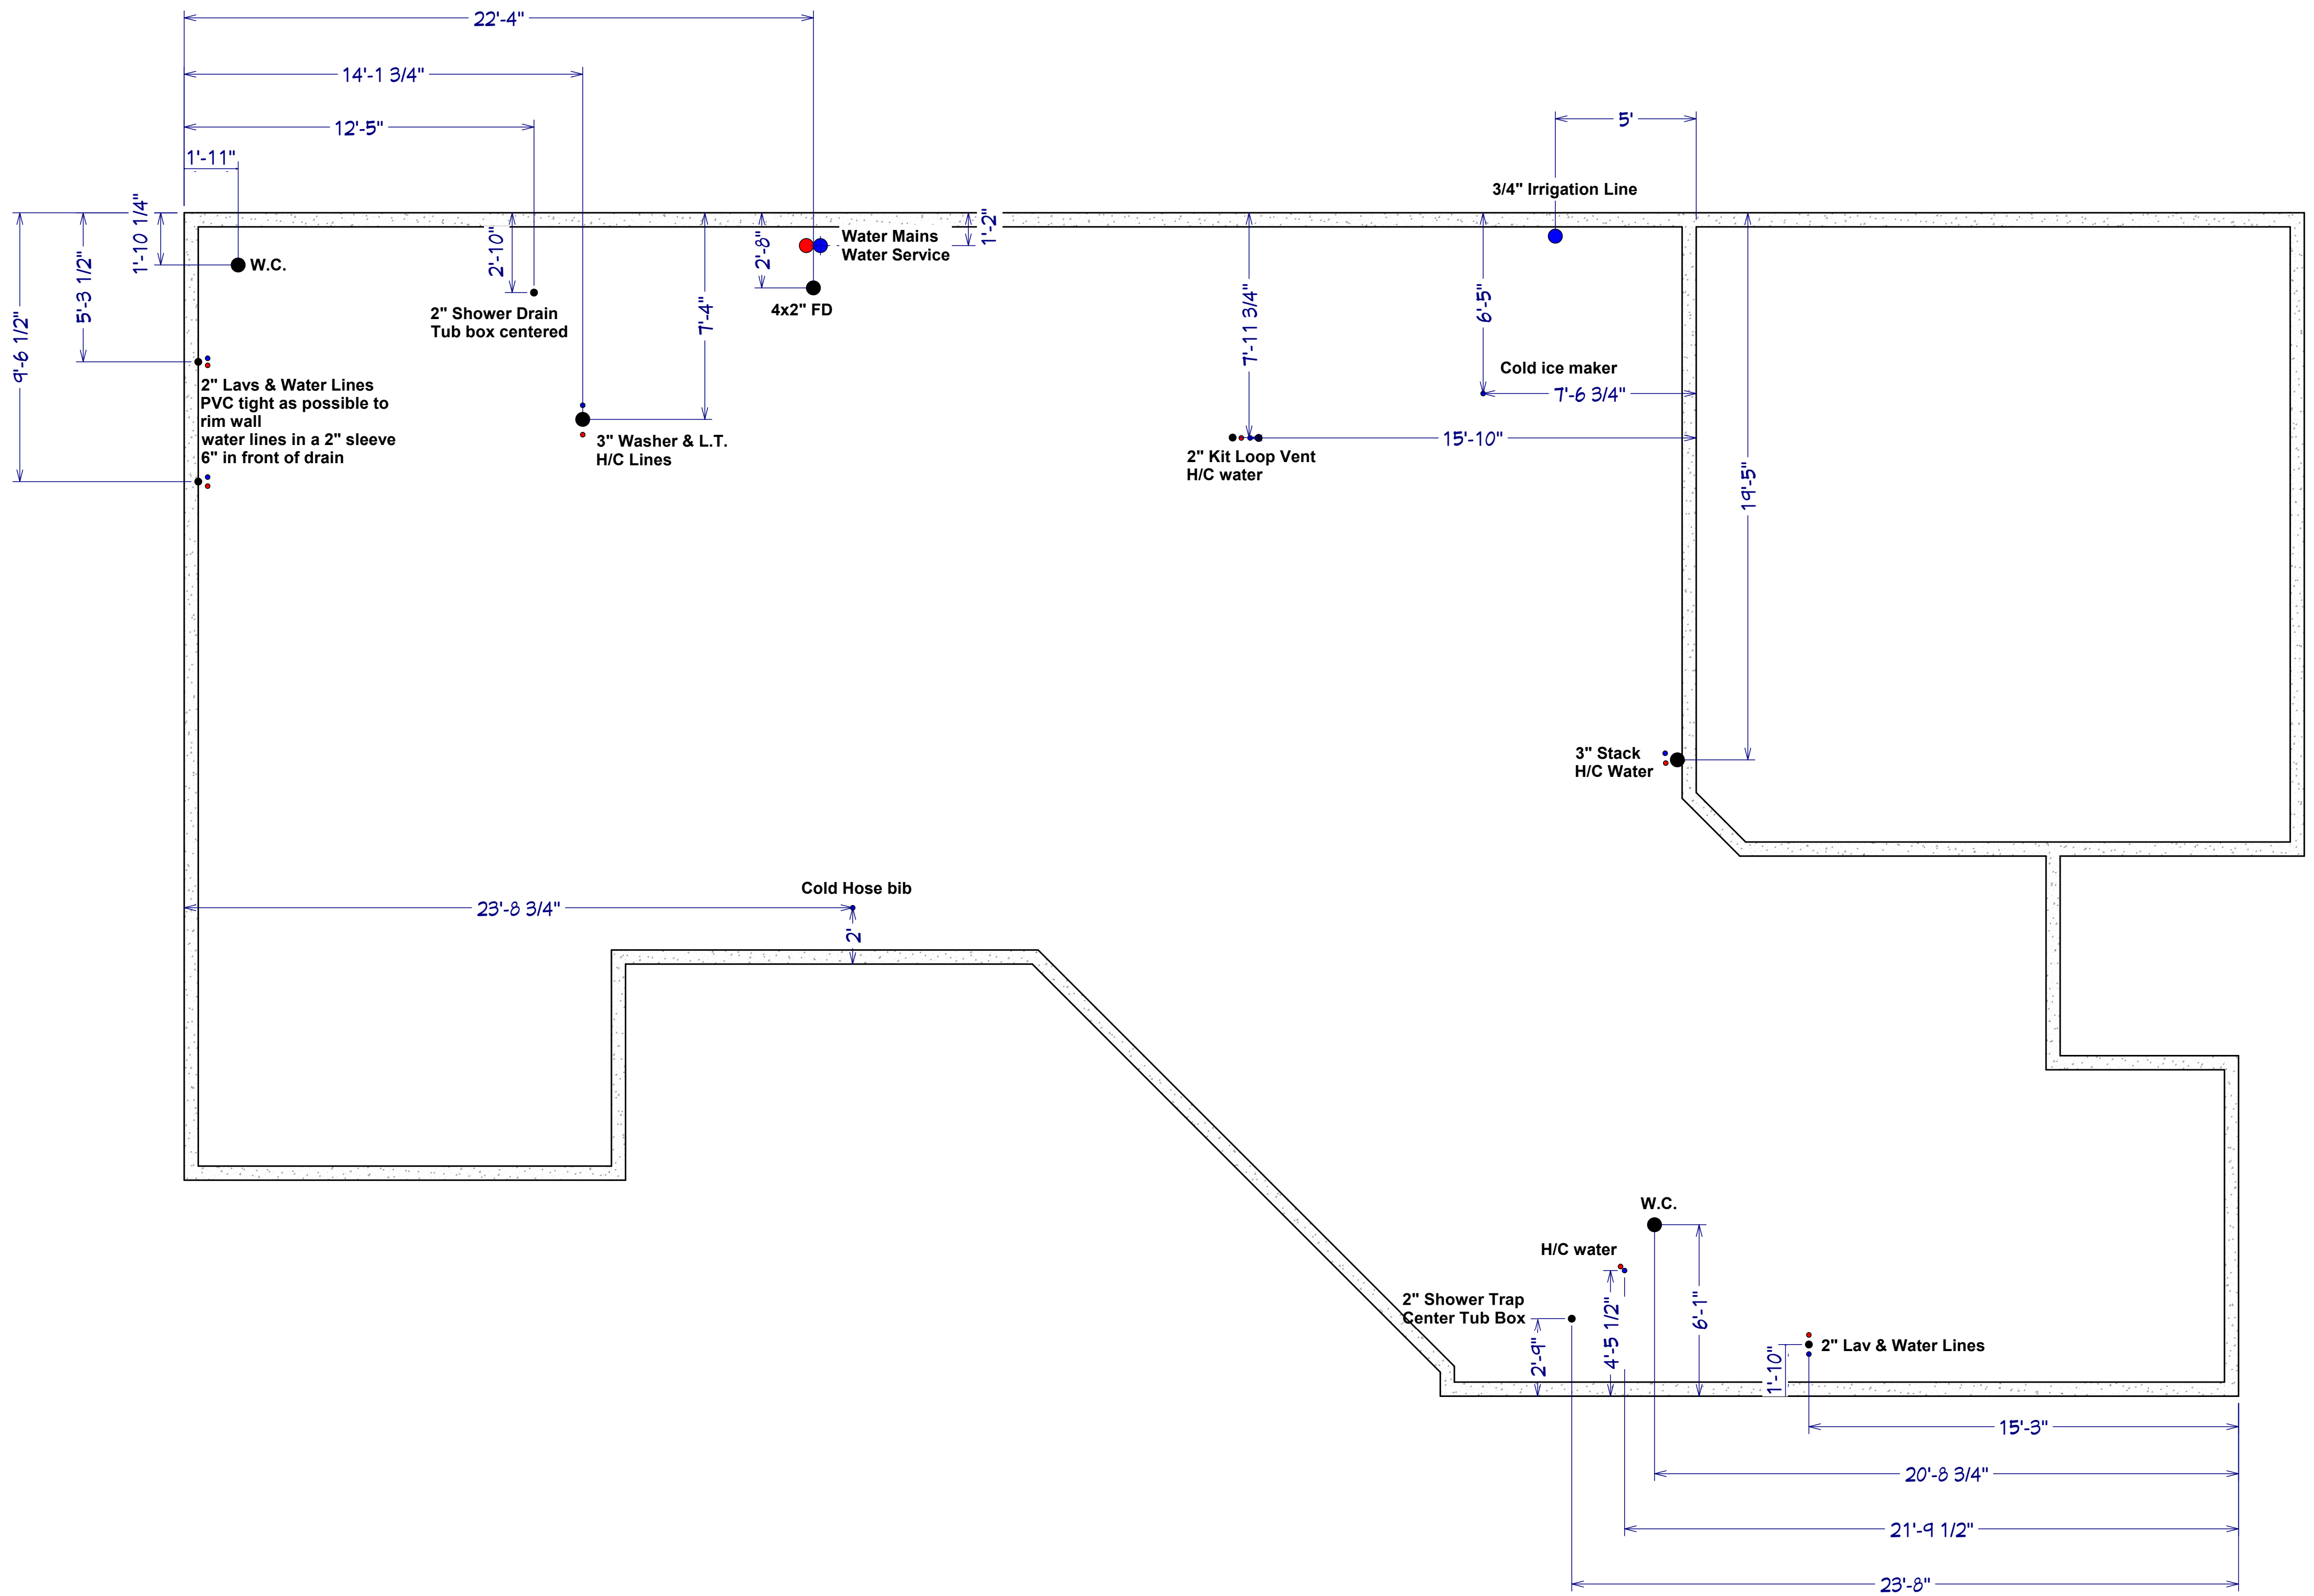 22'-4"
14'-1 3/4"
12'-5"
5'
1'-11"
3/4" Irrigation Line
1'-10 1/4"
5'-3 1/2"
9'-6 1/2"
W.C.
2'-10"
2" Shower Drain
Tub box centered
7'-4"
2'-8"
Water Mains
Water Service
1'-2"
4x2" FD
7'-11 3/4"
6'-5"
Cold ice maker
7'-6 3/4"
2" Lavs & Water Lines
PVC tight as possible to
rim wall
water lines in a 2" sleeve
6" in front of drain
3" Washer & L.T.
H/C Lines
15'-10"
2" Kit Loop Vent
H/C water
19'-5"
3" Stack
H/C Water
Cold Hose bib
23'-8 3/4"
2'
W.C.
H/C water
2" Shower Trap
Center Tub Box
2'-9"
4'-5 1/2"
6'-1"
1'-10"
2" Lav & Water Lines
15'-3"
20'-8 3/4"
21'-9 1/2"
23'-8"